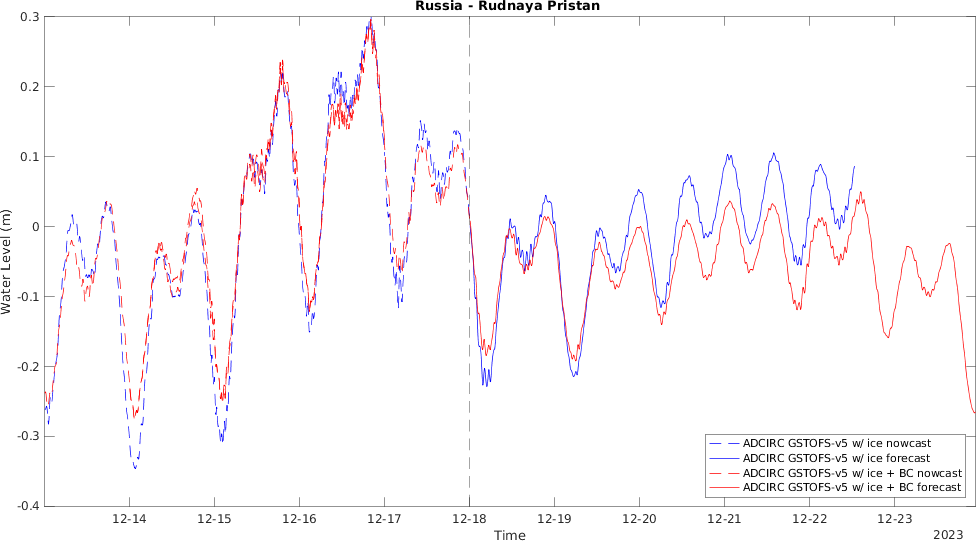 Russia - Rudnaya Pristan
0.3
0.2
0.1
0
-0.1
-0.2
-0.3
-0.4
Water Level (m)
ADCIRC GSTOFS-v5 w/ ice nowcast
ADCIRC GSTOFS-v5 w/ ice forecast
ADCIRC GSTOFS-v5 w/ ice + BC nowcast
ADCIRC GSTOFS-v5 w/ ice + BC forecast
12-14 12-15 12-16 12-17 12-18 12-19 12-20 12-21 12-22 12-23
Time
2023